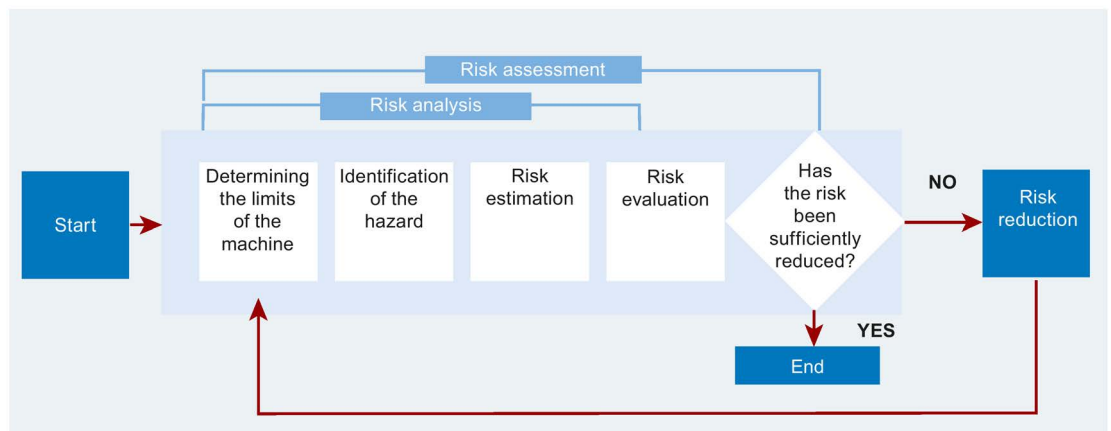 Risk assessment
Risk analysis
Start
Determining
the limits
of the
machine
Identification
of the
hazard
Risk
estimation
Risk
evaluation
Has
the risk
been
sufficiently
reduced?
NO
Risk
reduction
YES
End